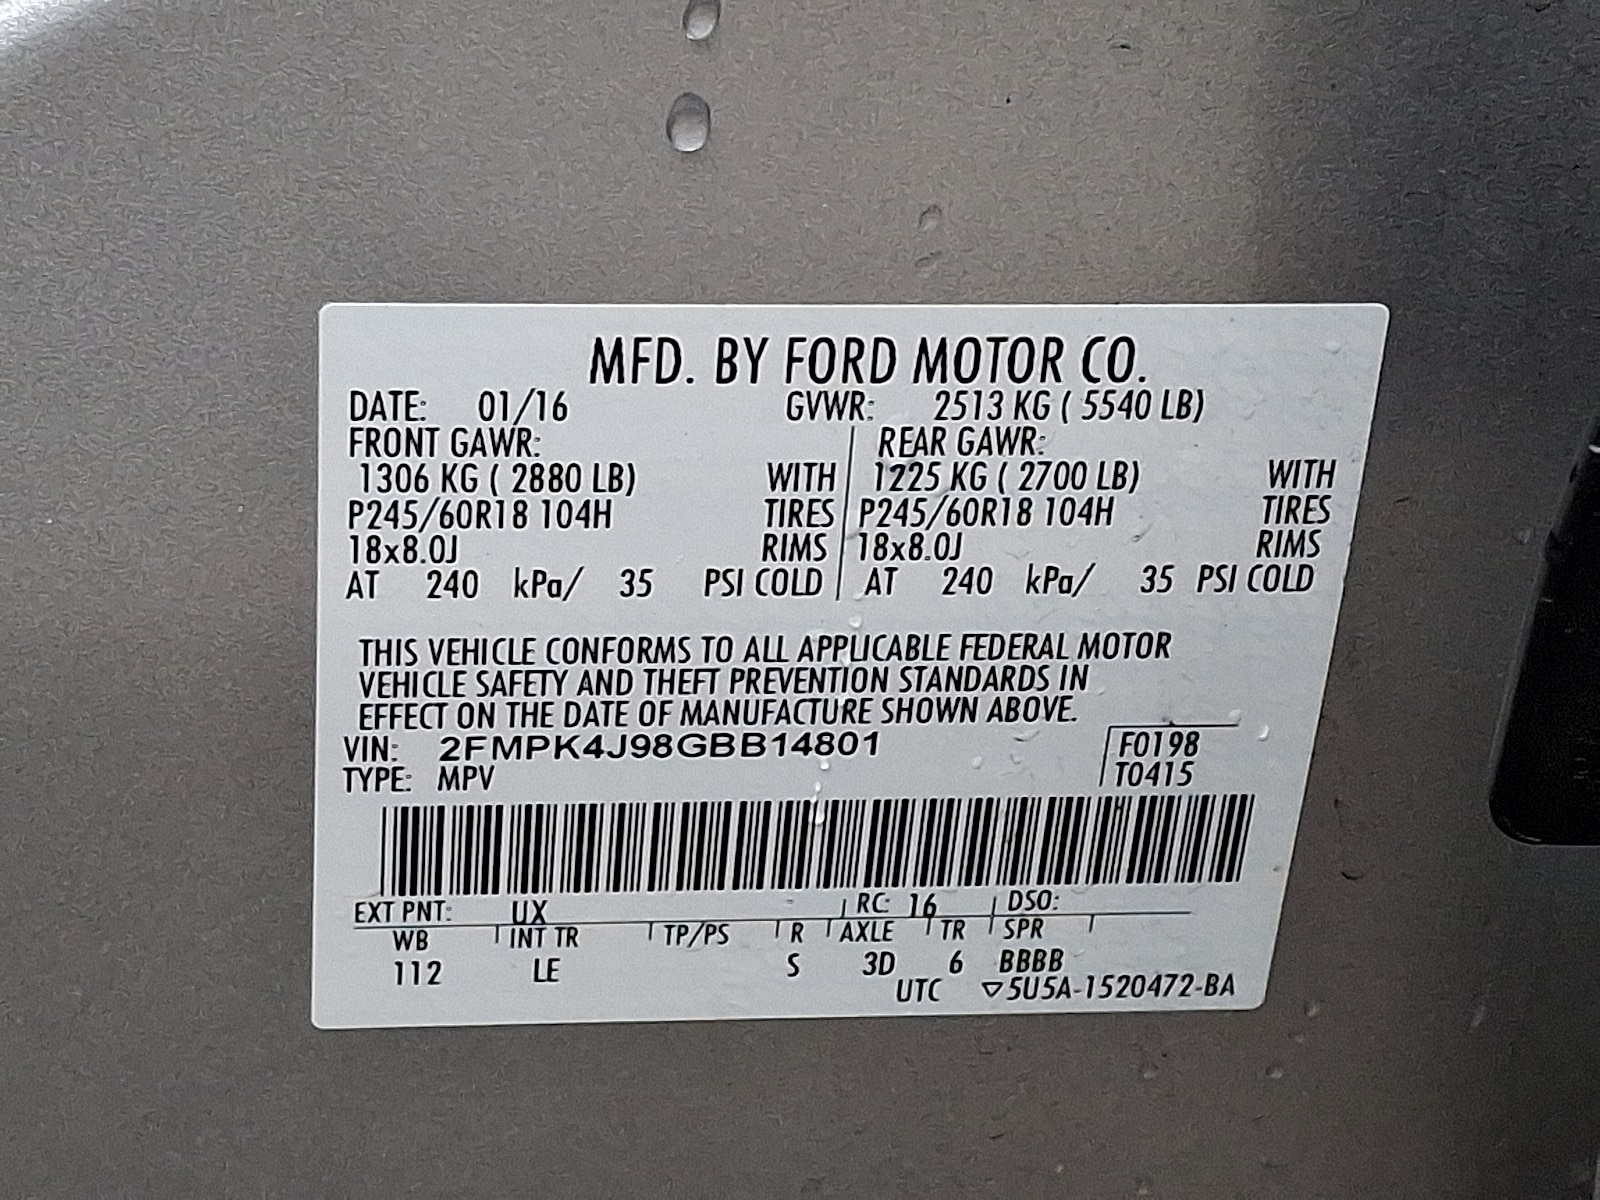 MFD. BY FORD MOTOR CO.
DATE: 01/16 GVWR: 2513 KG ( 5540 LB)
FRONT GAWR: REAR GAWR:
1306 KG ( 2880 LB) WITH 1225 KG ( 2700 LB) WITH
P245/60R18 104H TIRES P245/60R18 104H TIRES
18x8.0J RIMS 18x8.0J RIMS
AT 240 kPa/ 35 PSI COLD AT 240 kPa/ 35 PSI COLD
THIS VEHICLE CONFORMS TO ALL APPLICABLE FEDERAL MOTOR
VEHICLE SAFETY AND THEFT PREVENTION STANDARDS IN
EFFECT ON THE DATE OF MANUFACTURE SHOWN ABOVE.
VIN: 2FMPK4J98GBB14801 F0198
TYPE: MPV T0415
EXT PNT: UX RC: 16 DSO:
WB INT TR TP/PS R AXLE TR SPR
112 LE S 3D 6 BBBB
UTC ▽5U5A-1520472-BA